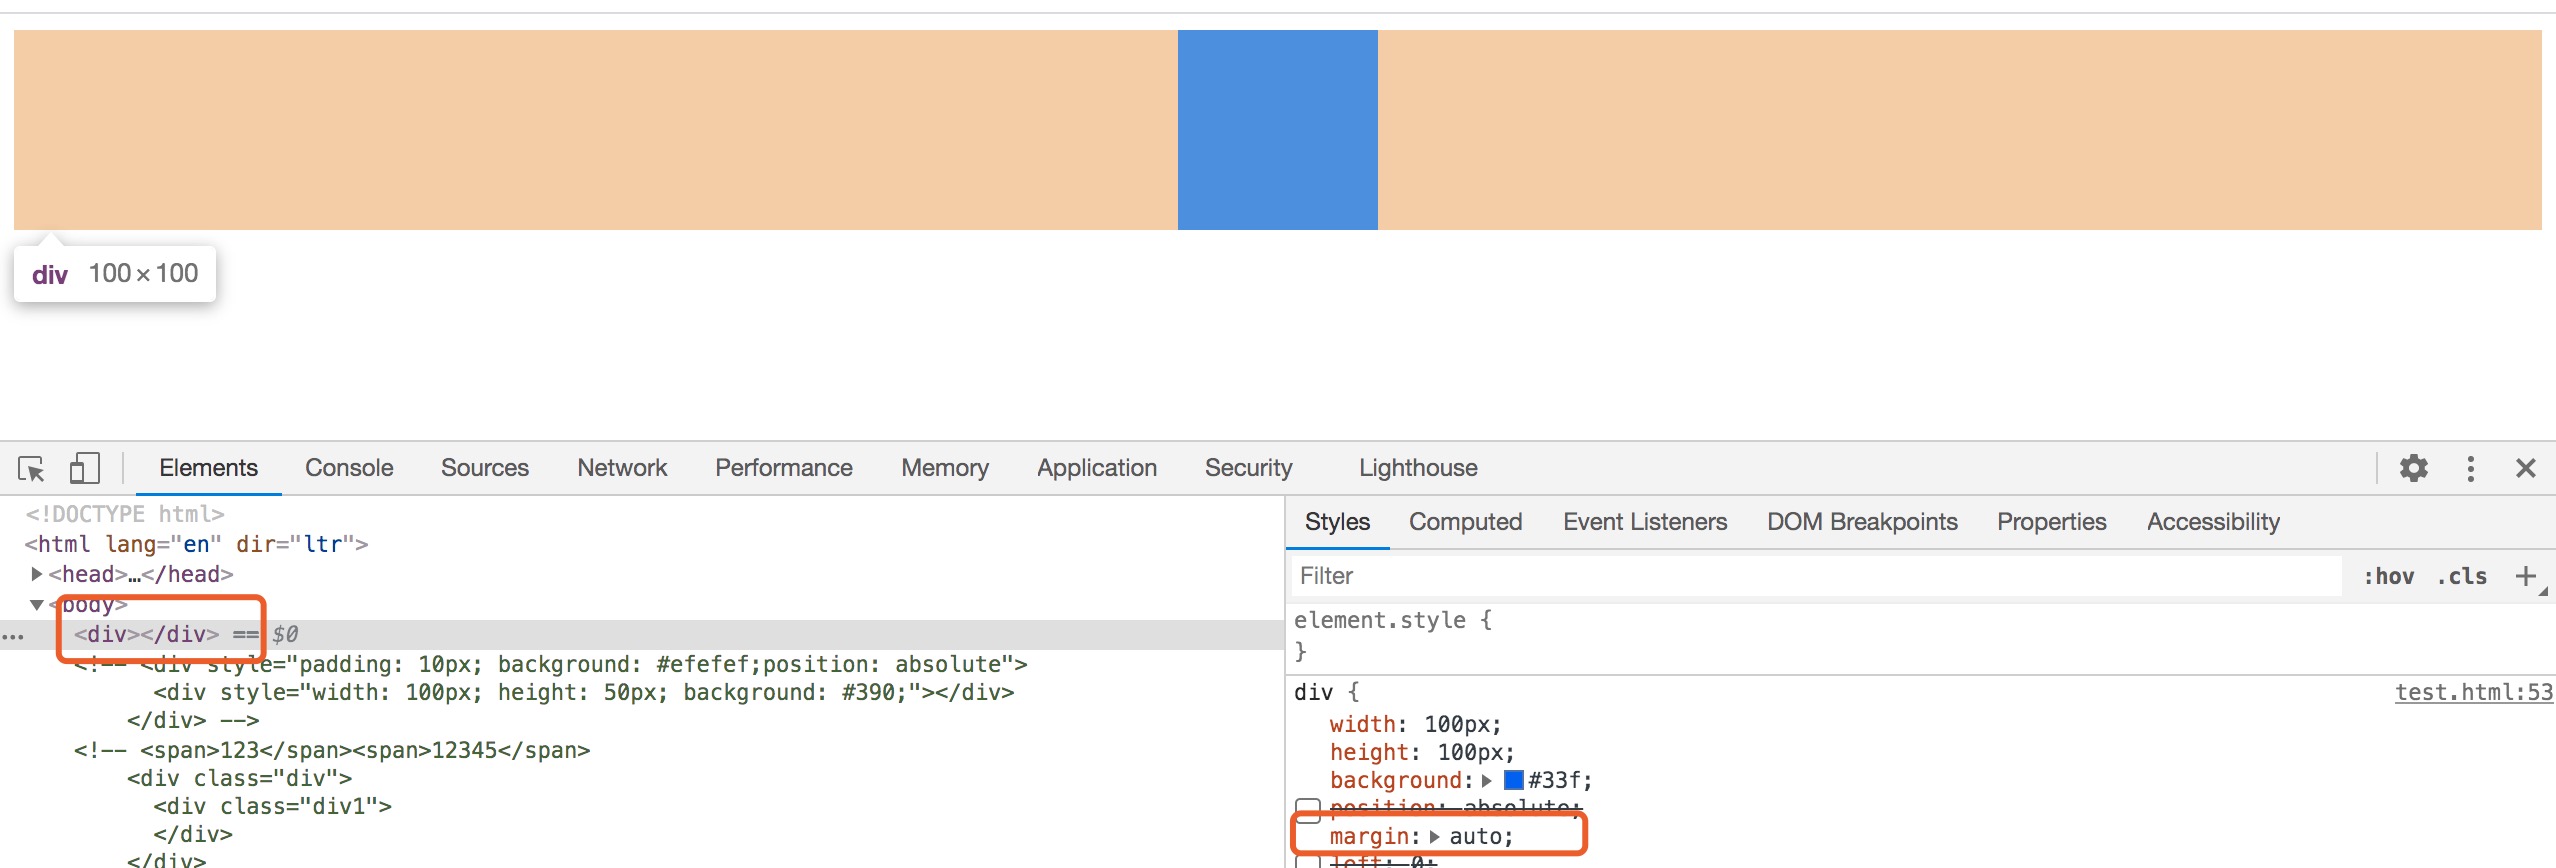 div 100 × 100
Elements Console Sources Network Performance Memory Application Security Lighthouse
<!DOCTYPE html>
<html lang="en" dir="ltr">
<head>…</head>
<body>
<div></div> == $0
<!-- <div style="padding: 10px; background: #efefef;position: absolute">
<div style="width: 100px; height: 50px; background: #390;"></div>
</div> -->
<!-- <span>123</span><span>12345</span>
<div class="div">
<div class="div1">
</div>
</div>
Styles Computed Event Listeners DOM Breakpoints Properties Accessibility
Filter :hov .cls
element.style {
}
div { test.html:53
width: 100px;
height: 100px;
background: #33f;
position: absolute;
margin: auto;
left: 0;